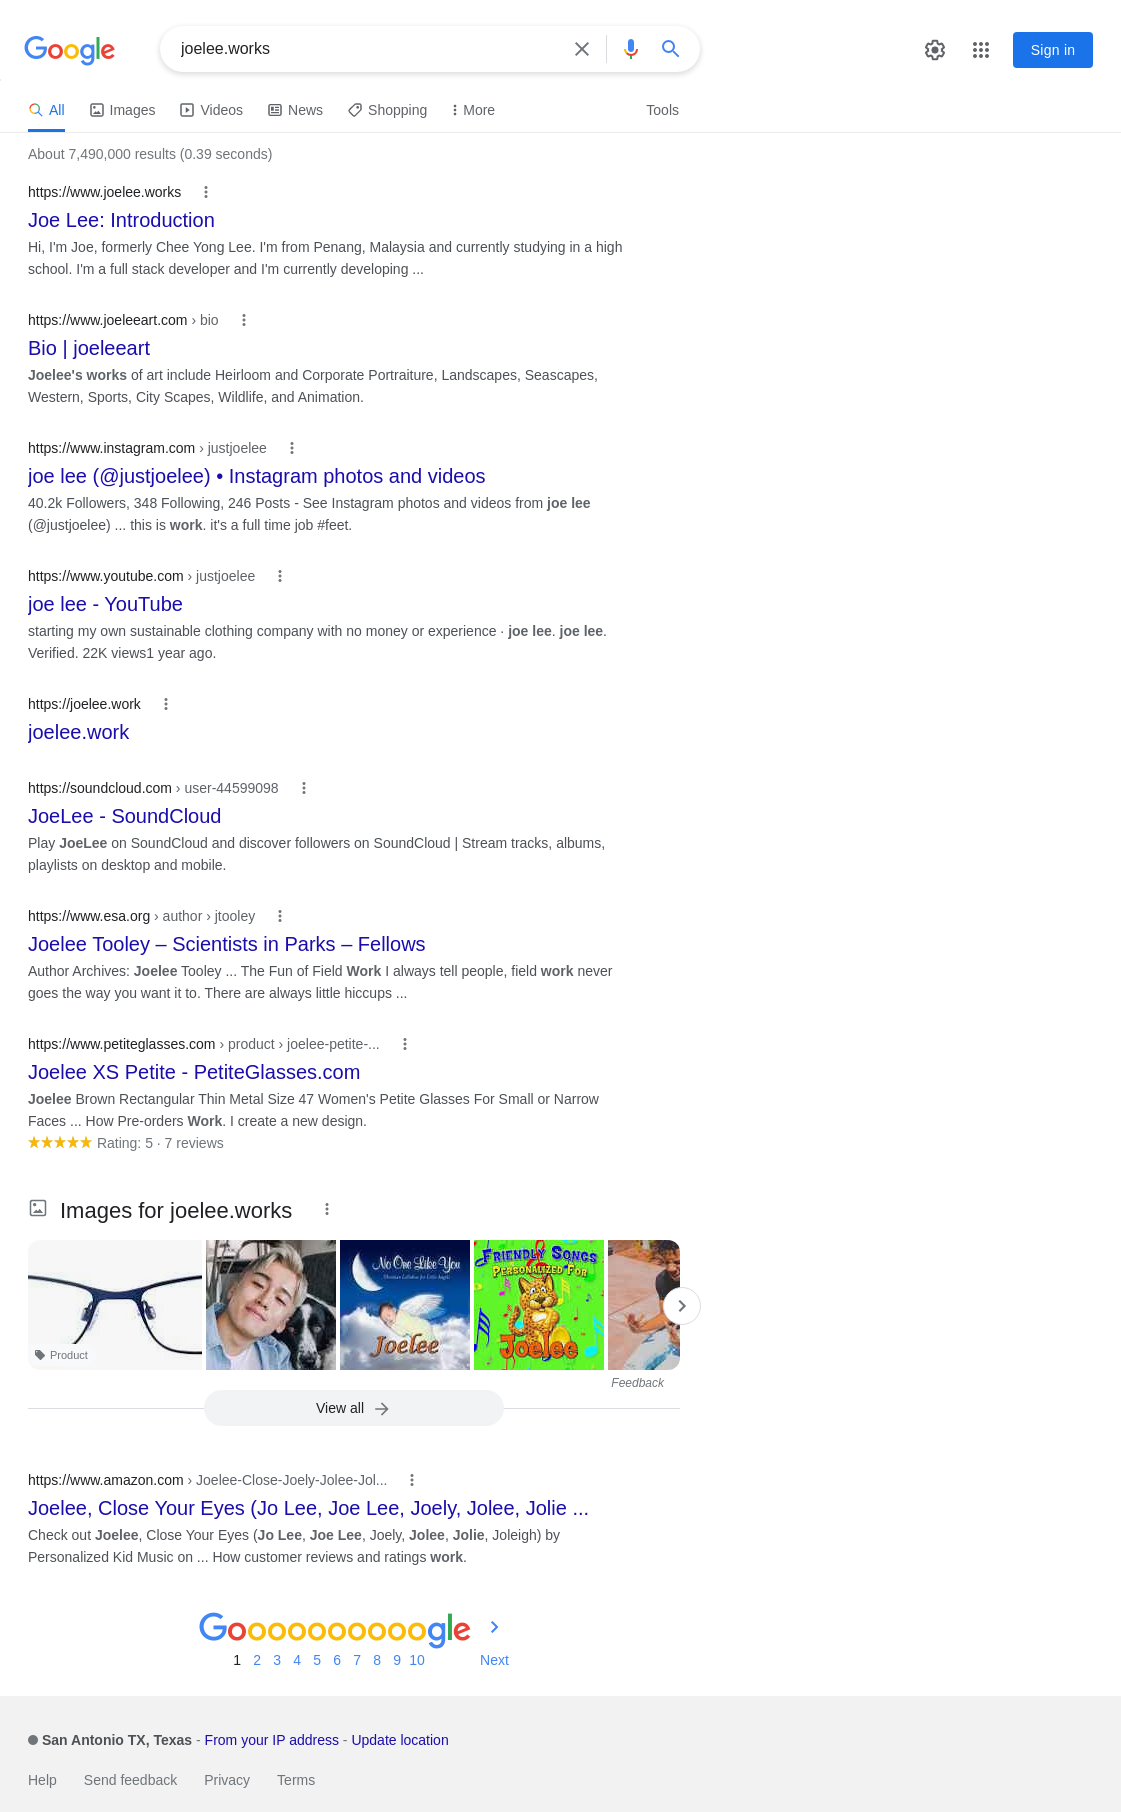 Google
joelee.works
Sign in
All
Images
Videos
News
Shopping
More
Tools
About 7,490,000 results (0.39 seconds)
https://www.joelee.works
Joe Lee: Introduction
Hi, I'm Joe, formerly Chee Yong Lee. I'm from Penang, Malaysia and currently studying in a high
school. I'm a full stack developer and I'm currently developing ...
https://www.joeleeart.com › bio
Bio | joeleeart
Joelee's works of art include Heirloom and Corporate Portraiture, Landscapes, Seascapes,
Western, Sports, City Scapes, Wildlife, and Animation.
https://www.instagram.com › justjoelee
joe lee (@justjoelee) • Instagram photos and videos
40.2k Followers, 348 Following, 246 Posts - See Instagram photos and videos from joe lee
(@justjoelee) ... this is work. it's a full time job #feet.
https://www.youtube.com › justjoelee
joe lee - YouTube
starting my own sustainable clothing company with no money or experience · joe lee. joe lee.
Verified. 22K views1 year ago.
https://joelee.work
joelee.work
https://soundcloud.com › user-44599098
JoeLee - SoundCloud
Play JoeLee on SoundCloud and discover followers on SoundCloud | Stream tracks, albums,
playlists on desktop and mobile.
https://www.esa.org › author › jtooley
Joelee Tooley – Scientists in Parks – Fellows
Author Archives: Joelee Tooley ... The Fun of Field Work I always tell people, field work never
goes the way you want it to. There are always little hiccups ...
https://www.petiteglasses.com › product › joelee-petite-...
Joelee XS Petite - PetiteGlasses.com
Joelee Brown Rectangular Thin Metal Size 47 Women's Petite Glasses For Small or Narrow
Faces ... How Pre-orders Work. I create a new design.
Rating: 5 · 7 reviews
Images for joelee.works
Product
No One Like You
Christian Lullabies for Little Angels
Joelee
FRIENDLY SONGS
PERSONALIZED FOR
Joelee
Feedback
View all
https://www.amazon.com › Joelee-Close-Joely-Jolee-Jol...
Joelee, Close Your Eyes (Jo Lee, Joe Lee, Joely, Jolee, Jolie ...
Check out Joelee, Close Your Eyes (Jo Lee, Joe Lee, Joely, Jolee, Jolie, Joleigh) by
Personalized Kid Music on ... How customer reviews and ratings work.
Goooooooooogle
1 2 3 4 5 6 7 8 9 10 Next
San Antonio TX, Texas - From your IP address - Update location
Help
Send feedback
Privacy
Terms